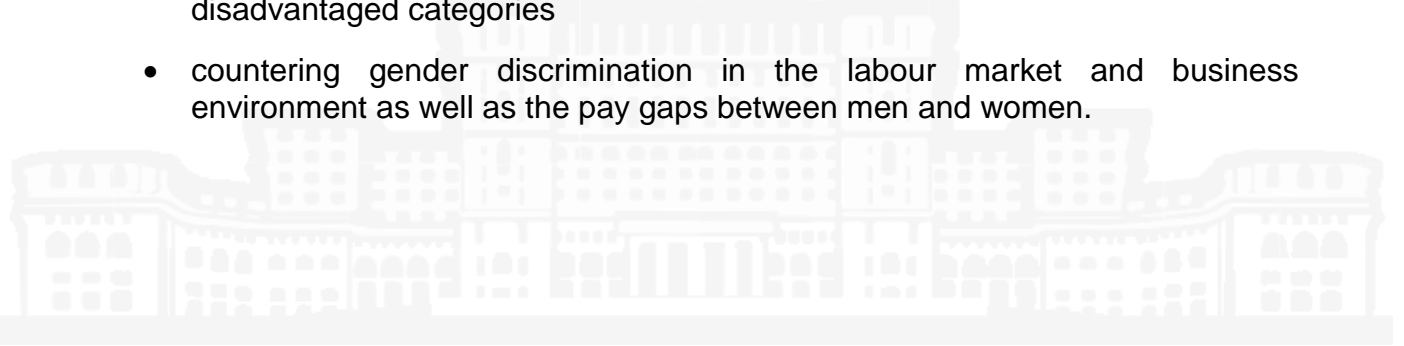 disadvantaged categories
• countering gender discrimination in the labour market and business
environment as well as the pay gaps between men and women.